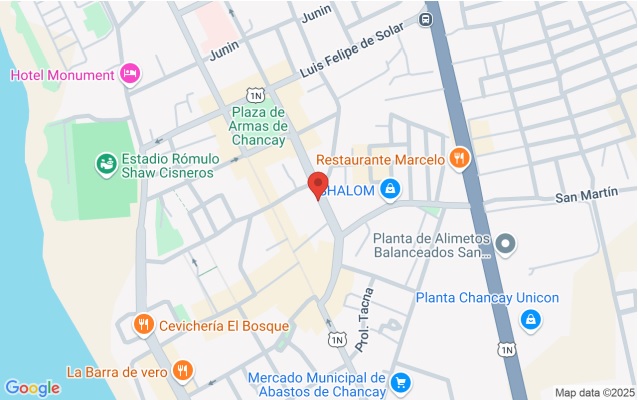 Junin
Junin
Luis Felipe de Solar
Hotel Monument
1N
Plaza de
Armas de
Chancay
Estadio Rómulo
Shaw Cisneros
Restaurante Marcelo
SHALOM
San Martín
Planta de Alimetos
Balanceados San...
Planta Chancay Unicon
Prol. Tacna
Cevichería El Bosque
1N
1N
La Barra de vero
Mercado Municipal de
Abastos de Chancay
Google
Map data ©2025